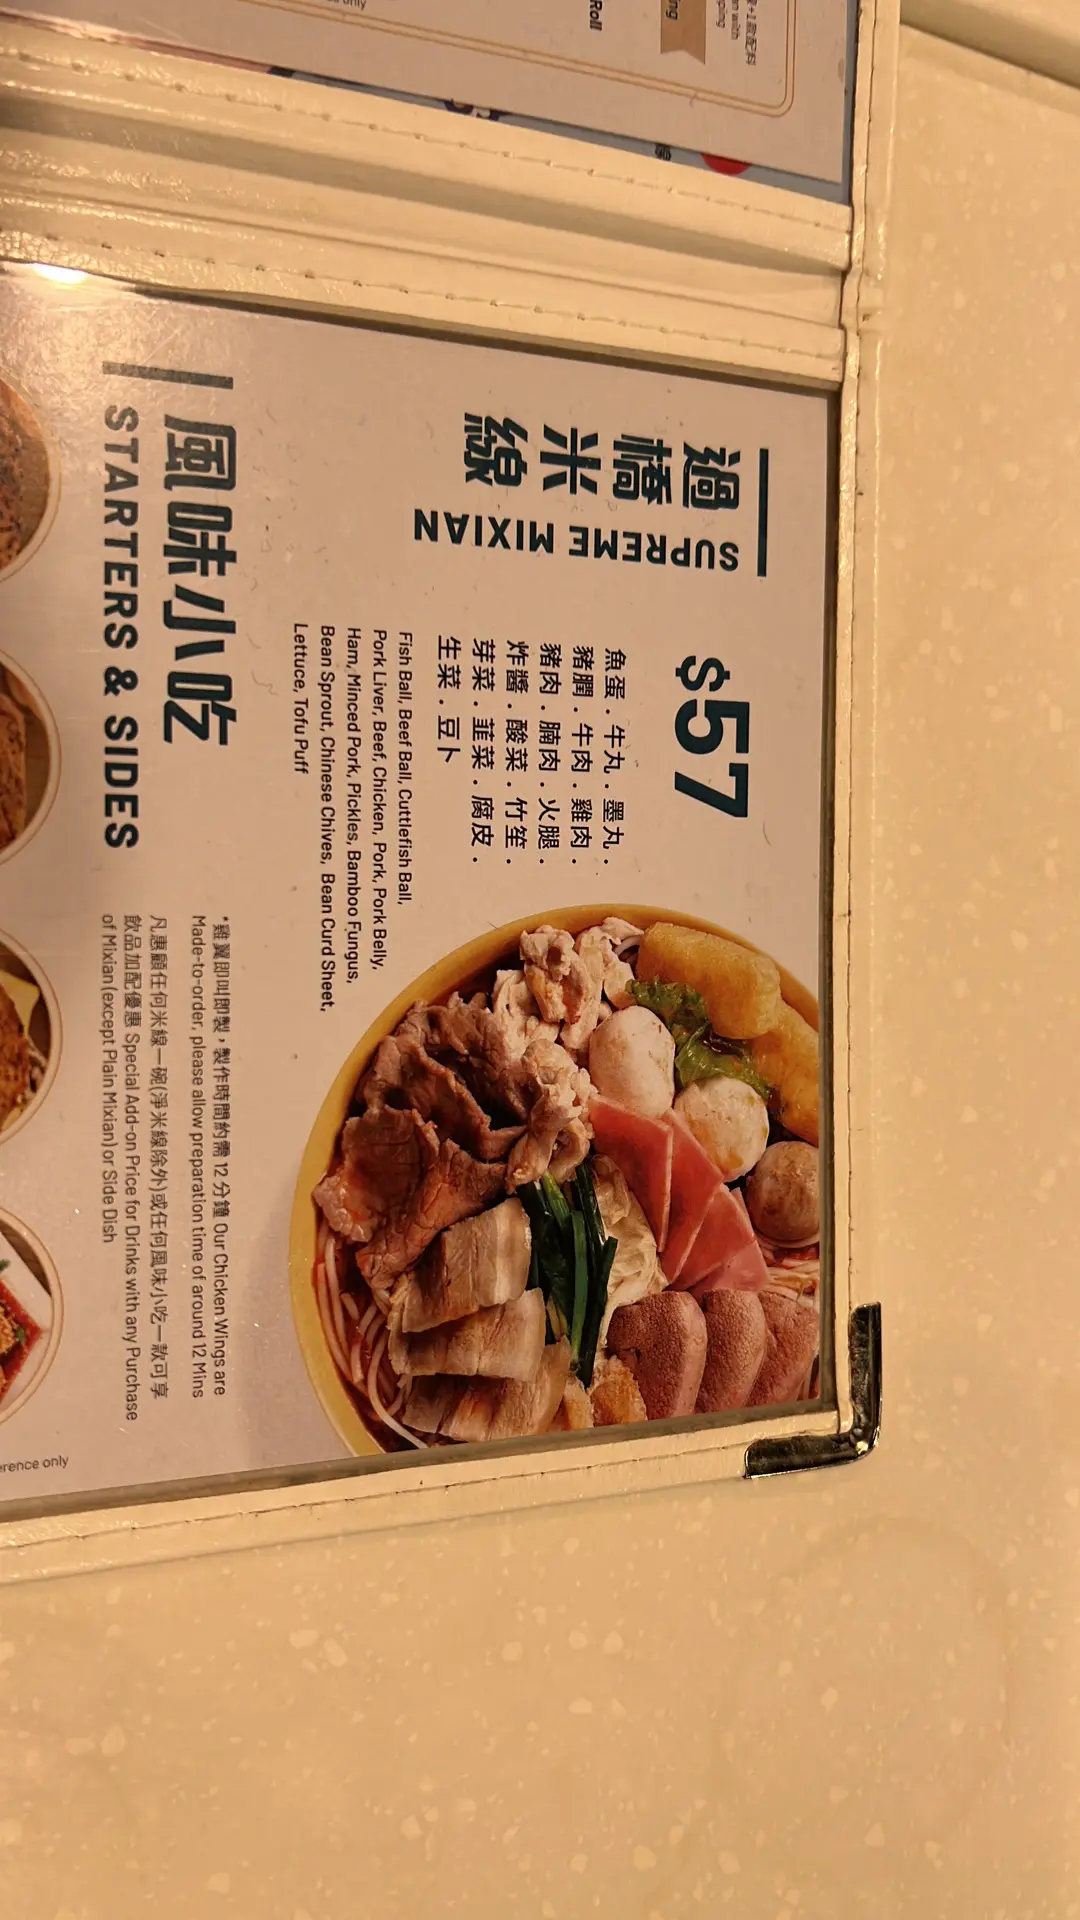 Roll
過橋米線
SUPREME MIXIAN
$57
魚蛋．牛丸．墨丸．
豬膶．牛肉．雞肉．
豬肉．腩肉．火腿．
炸醬．酸菜．竹笙．
芽菜．韮菜．腐皮．
生菜．豆卜
Fish Ball, Beef Ball, Cuttlefish Ball,
Pork Liver, Beef, Chicken, Pork, Pork Belly,
Ham, Minced Pork, Pickles, Bamboo Fungus,
Bean Sprout, Chinese Chives, Bean Curd Sheet,
Lettuce, Tofu Puff
風味小吃
STARTERS & SIDES
*雞翼即叫即製，製作時間約需 12 分鐘 Our Chicken Wings are
Made-to-order, please allow preparation time of around 12 Mins
凡惠顧任何米線一碗(淨米線除外)或任何風味小吃一款可享
飲品加配優惠 Special Add-on Price for Drinks with any Purchase
of Mixian (except Plain Mixian) or Side Dish
only